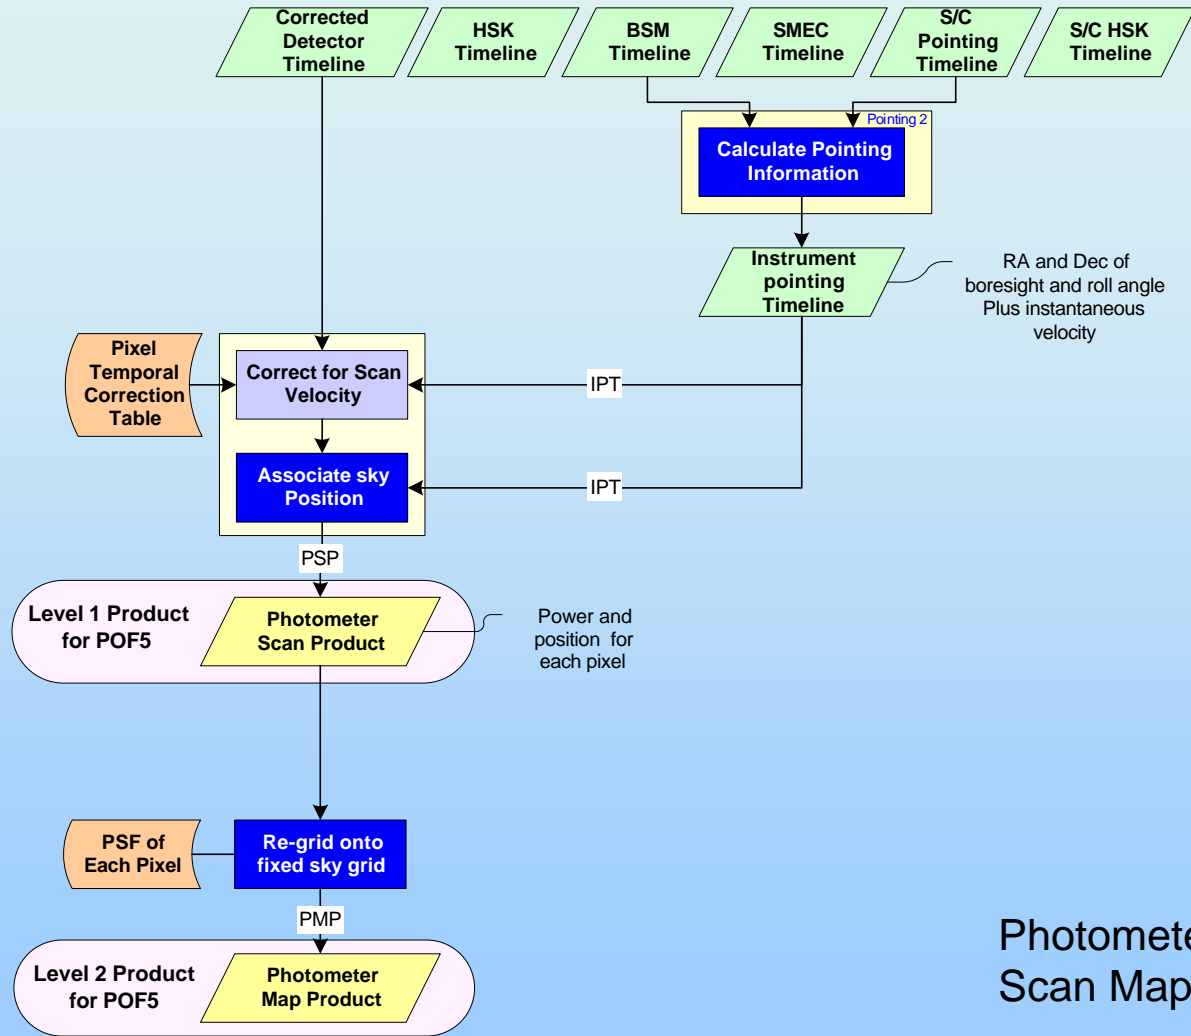 Corrected
Detector
Timeline
HSK
Timeline
BSM
Timeline
SMEC
Timeline
S/C
Pointing
Timeline
S/C HSK
Timeline
Pointing 2
Calculate Pointing
Information
Instrument
pointing
Timeline
RA and Dec of
boresight and roll angle
Plus instantaneous
velocity
Pixel
Temporal
Correction
Table
Correct for Scan
Velocity
IPT
Associate sky
Position
IPT
PSP
Level 1 Product
for POF5
Photometer
Scan Product
Power and
position for
each pixel
PSF of
Each Pixel
Re-grid onto
fixed sky grid
PMP
Level 2 Product
for POF5
Photometer
Map Product
Photomete
Scan Map